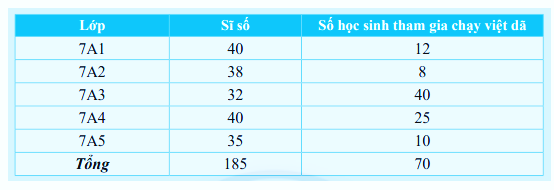 Lớp Sĩ số Số học sinh tham gia chạy việt dã
7A1 40 12
7A2 38 8
7A3 32 40
7A4 40 25
7A5 35 10
Tổng 185 70